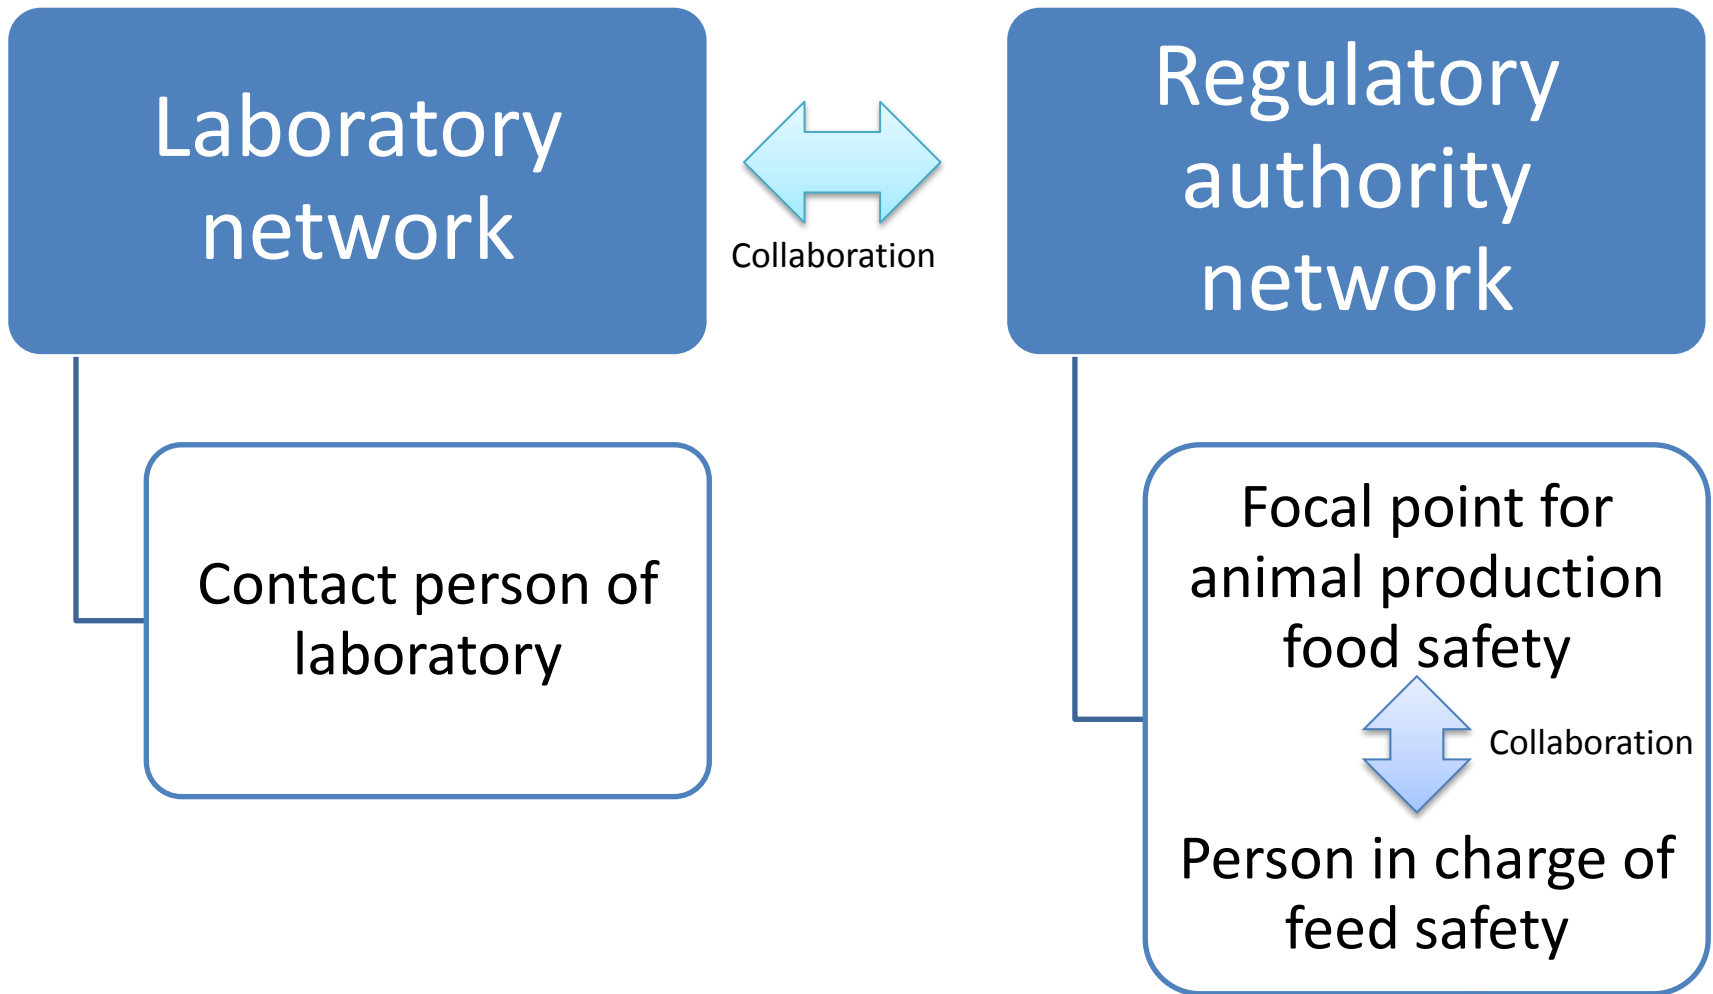 Laboratory
network
Collaboration
Regulatory
authority
network
Contact person of
laboratory
Focal point for
animal production
food safety
Collaboration
Person in charge of
feed safety